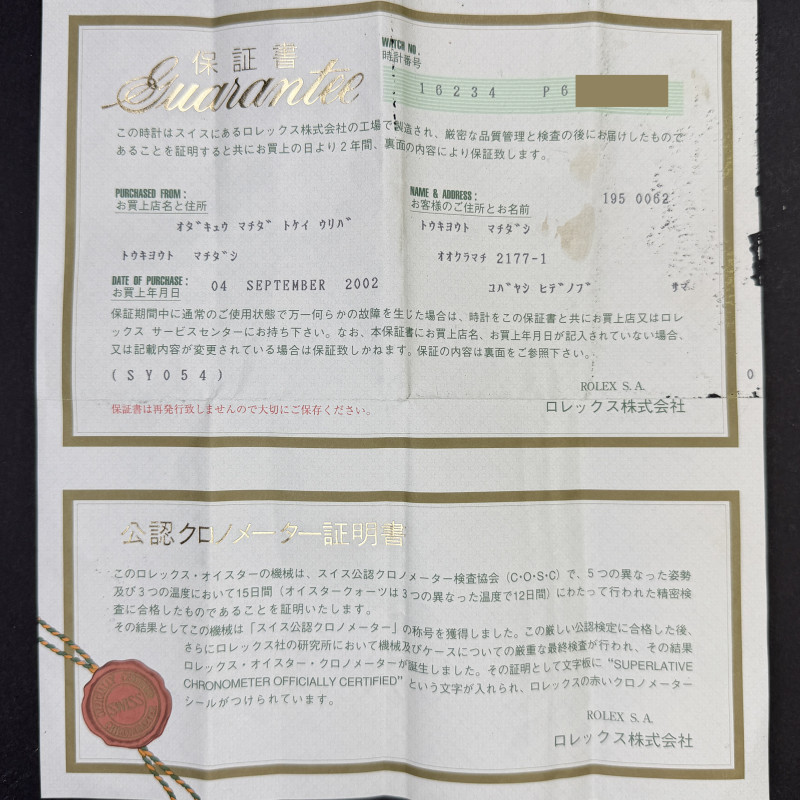 保証書
Guarantee
WATCH NO.
時計番号
16234 P6
この時計はスイスにあるロレックス株式会社の工場で製造され、厳密な品質管理と検査の後にお届けしたもので
あることを証明すると共にお買上の日より2年間、裏面の内容により保証致します。
PURCHASED FROM:
お買上店名と住所
オダキュウ マチダ トケイ ウリバ
トウキヨウト マチダシ
NAME & ADDRESS:
お客様のご住所とお名前
195 0062
トウキヨウト マチダシ
オオクラマチ 2177-1
コバヤシ ヒデノブ サマ
DATE OF PURCHASE:
お買上年月日
04 SEPTEMBER 2002
保証期間中に通常のご使用状態で万一何らかの故障を生じた場合は、時計をこの保証書と共にお買上店又はロレ
ックス サービスセンターにお持ち下さい。なお、本保証書にお買上店名、お買上年月日が記入されていない場合、
又は記載内容が変更されている場合は保証致しかねます。保証の内容は裏面をご参照下さい。
(SY054)
0
ROLEX S.A.
ロレックス株式会社
保証書は再発行致しませんので大切にご保存ください。
公認クロノメーター証明書
このロレックス・オイスターの機械は、スイス公認クロノメーター検査協会(C・O・S・C)で、5つの異なった姿勢
及び3つの温度において15日間(オイスタークォーツは3つの異なった温度で12日間)にわたって行われた精密検
査に合格したものであることを証明いたします。
その結果としてこの機械は「スイス公認クロノメーター」の称号を獲得しました。この厳しい公認検定に合格した後、
さらにロレックス社の研究所において機械及びケースについての厳重な最終検査が行われ、その結果
ロレックス・オイスター・クロノメーターが誕生しました。その証明として文字板に"SUPERLATIVE
CHRONOMETER OFFICIALLY CERTIFIED"という文字が入れられ、ロレックスの赤いクロノメーター
シールがつけられています。
SWISS
ROLEX S.A.
ロレックス株式会社